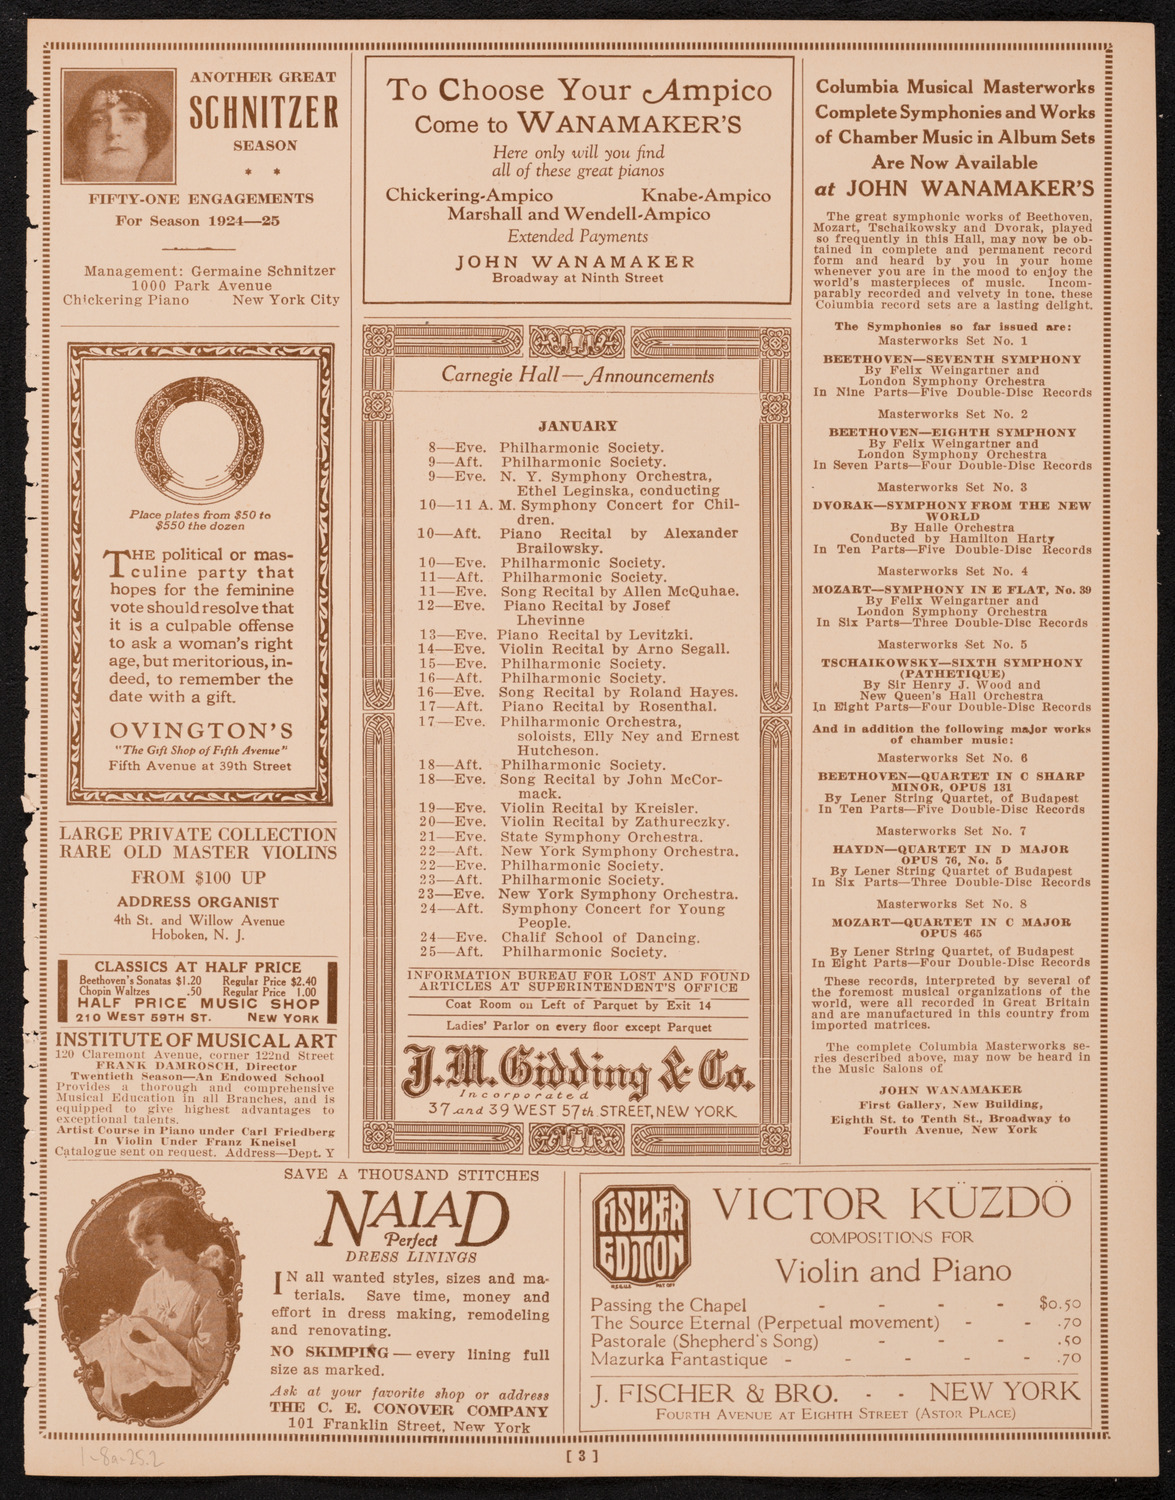 ANOTHER GREAT
SCHNITZER
SEASON
* *
FIFTY-ONE ENGAGEMENTS
For Season 1924—25
Management: Germaine Schnitzer
1000 Park Avenue
Chickering Piano New York City
Place plates from $50 to
$550 the dozen
THE political or mas-
culine party that
hopes for the feminine
vote should resolve that
it is a culpable offense
to ask a woman's right
age, but meritorious, in-
deed, to remember the
date with a gift.
OVINGTON'S
"The Gift Shop of Fifth Avenue"
Fifth Avenue at 39th Street
LARGE PRIVATE COLLECTION
RARE OLD MASTER VIOLINS
FROM $100 UP
ADDRESS ORGANIST
4th St. and Willow Avenue
Hoboken, N. J.
CLASSICS AT HALF PRICE
Beethoven's Sonatas $1.20 Regular Price $2.40
Chopin Waltzes .50 Regular Price 1.00
HALF PRICE MUSIC SHOP
210 WEST 59TH ST. NEW YORK
INSTITUTE OF MUSICAL ART
120 Claremont Avenue, corner 122nd Street
FRANK DAMROSCH, Director
Twentieth Season—An Endowed School
Provides a thorough and comprehensive
Musical Education in all Branches, and is
equipped to give highest advantages to
exceptional talents.
Artist Course in Piano under Carl Friedberg
In Violin Under Franz Kneisel
Catalogue sent on request. Address—Dept. Y
To Choose Your Ampico
Come to WANAMAKER'S
Here only will you find
all of these great pianos
Chickering-Ampico Knabe-Ampico
Marshall and Wendell-Ampico
Extended Payments
JOHN WANAMAKER
Broadway at Ninth Street
Carnegie Hall—Announcements
JANUARY
8—Eve. Philharmonic Society.
9—Aft. Philharmonic Society.
9—Eve. N. Y. Symphony Orchestra,
Ethel Leginska, conducting
10—11 A. M. Symphony Concert for Chil-
dren.
10—Aft. Piano Recital by Alexander
Brailowsky.
10—Eve. Philharmonic Society.
11—Aft. Philharmonic Society.
11—Eve. Song Recital by Allen McQuhae.
12—Eve. Piano Recital by Josef
Lhevinne
13—Eve. Piano Recital by Levitzki.
14—Eve. Violin Recital by Arno Segall.
15—Eve. Philharmonic Society.
16—Aft. Philharmonic Society.
16—Eve. Song Recital by Roland Hayes.
17—Aft. Piano Recital by Rosenthal.
17—Eve. Philharmonic Orchestra,
soloists, Elly Ney and Ernest
Hutcheson.
18—Aft. Philharmonic Society.
18—Eve. Song Recital by John McCor-
mack.
19—Eve. Violin Recital by Kreisler.
20—Eve. Violin Recital by Zathureczky.
21—Eve. State Symphony Orchestra.
22—Aft. New York Symphony Orchestra.
22—Eve. Philharmonic Society.
23—Aft. Philharmonic Society.
23—Eve. New York Symphony Orchestra.
24—Aft. Symphony Concert for Young
People.
24—Eve. Chalif School of Dancing.
25—Aft. Philharmonic Society.
INFORMATION BUREAU FOR LOST AND FOUND
ARTICLES AT SUPERINTENDENT'S OFFICE
Coat Room on Left of Parquet by Exit 14
Ladies' Parlor on every floor except Parquet
J. M. Gidding & Co.
Incorporated
37 and 39 WEST 57th STREET, NEW YORK
Columbia Musical Masterworks
Complete Symphonies and Works
of Chamber Music in Album Sets
Are Now Available
at JOHN WANAMAKER'S
The great symphonic works of Beethoven,
Mozart, Tschaikowsky and Dvorak, played
so frequently in this Hall, may now be ob-
tained in complete and permanent record
form and heard by you in your home
whenever you are in the mood to enjoy the
world's masterpieces of music. Incom-
parably recorded and velvety in tone, these
Columbia record sets are a lasting delight.
The Symphonies so far issued are:
Masterworks Set No. 1
BEETHOVEN—SEVENTH SYMPHONY
By Felix Weingartner and
London Symphony Orchestra
In Nine Parts—Five Double-Disc Records
Masterworks Set No. 2
BEETHOVEN—EIGHTH SYMPHONY
By Felix Weingartner and
London Symphony Orchestra
In Seven Parts—Four Double-Disc Records
Masterworks Set No. 3
DVORAK—SYMPHONY FROM THE NEW
WORLD
By Halle Orchestra
Conducted by Hamilton Harty
In Ten Parts—Five Double-Disc Records
Masterworks Set No. 4
MOZART—SYMPHONY IN E FLAT, No. 39
By Felix Weingartner and
London Symphony Orchestra
In Six Parts—Three Double-Disc Records
Masterworks Set No. 5
TSCHAIKOWSKY—SIXTH SYMPHONY
(PATHETIQUE)
By Sir Henry J. Wood and
New Queen's Hall Orchestra
In Eight Parts—Four Double-Disc Records
And in addition the following major works
of chamber music:
Masterworks Set No. 6
BEETHOVEN—QUARTET IN C SHARP
MINOR, OPUS 131
By Lener String Quartet, of Budapest
In Ten Parts—Five Double-Disc Records
Masterworks Set No. 7
HAYDN—QUARTET IN D MAJOR
OPUS 76, No. 5
By Lener String Quartet of Budapest
In Six Parts—Three Double-Disc Records
Masterworks Set No. 8
MOZART—QUARTET IN C MAJOR
OPUS 465
By Lener String Quartet, of Budapest
In Eight Parts—Four Double-Disc Records
These records, interpreted by several of
the foremost musical organizations of the
world, were all recorded in Great Britain
and are manufactured in this country from
imported matrices.
The complete Columbia Masterworks se-
ries described above, may now be heard in
the Music Salons of
JOHN WANAMAKER
First Gallery, New Building,
Eighth St. to Tenth St., Broadway to
Fourth Avenue, New York
SAVE A THOUSAND STITCHES
NAIAD
Perfect
DRESS LININGS
IN all wanted styles, sizes and ma-
terials. Save time, money and
effort in dress making, remodeling
and renovating.
NO SKIMPING—every lining full
size as marked.
Ask at your favorite shop or address
THE C. E. CONOVER COMPANY
101 Franklin Street, New York
FISCHER
EDITION
REG.U.S. PAT.OFF.
VICTOR KÜZDÖ
COMPOSITIONS FOR
Violin and Piano
Passing the Chapel - - - - $0.50
The Source Eternal (Perpetual movement) - - .70
Pastorale (Shepherd's Song) - - - .50
Mazurka Fantastique - - - - - .70
J. FISCHER & BRO. - - NEW YORK
FOURTH AVENUE AT EIGHTH STREET (ASTOR PLACE)
[ 3 ]
1-8a-25.2